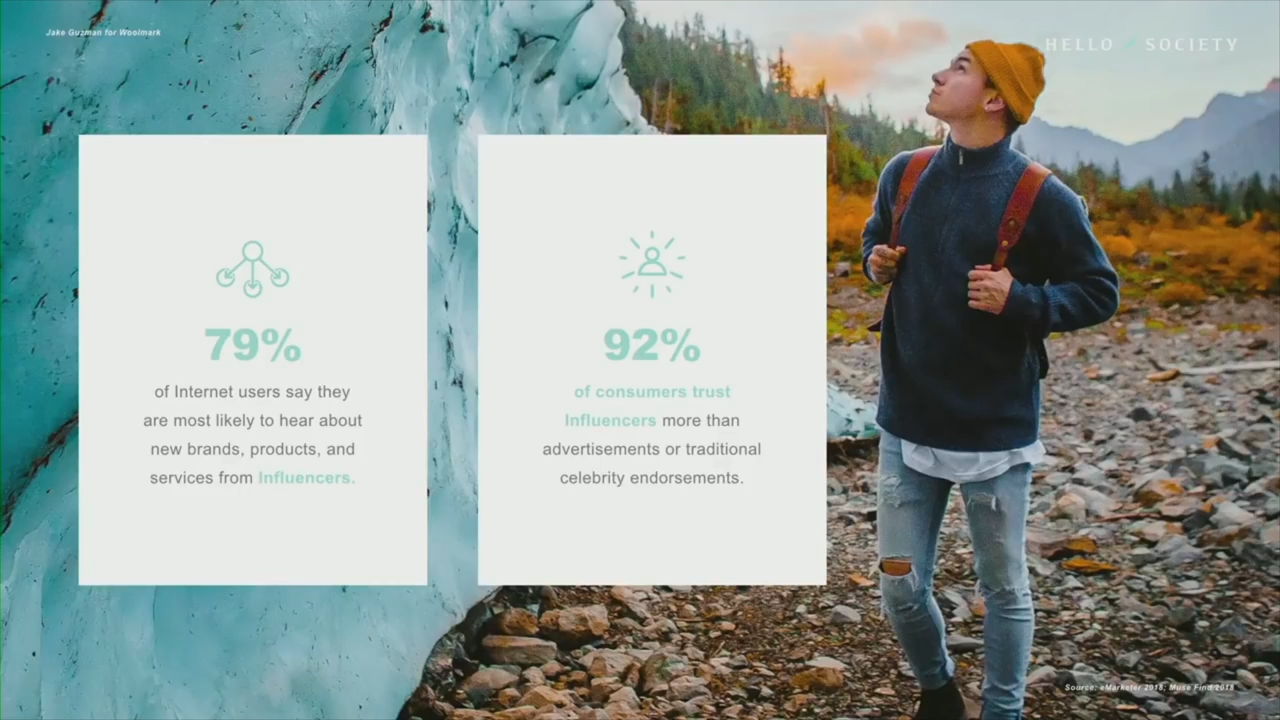 Jake Guzman for Woolmark
HELLO SOCIETY
79%
of Internet users say they
are most likely to hear about
new brands, products, and
services from Influencers.
92%
of consumers trust
Influencers more than
advertisements or traditional
celebrity endorsements.
Source: eMarketer 2018; Muse Find 2018